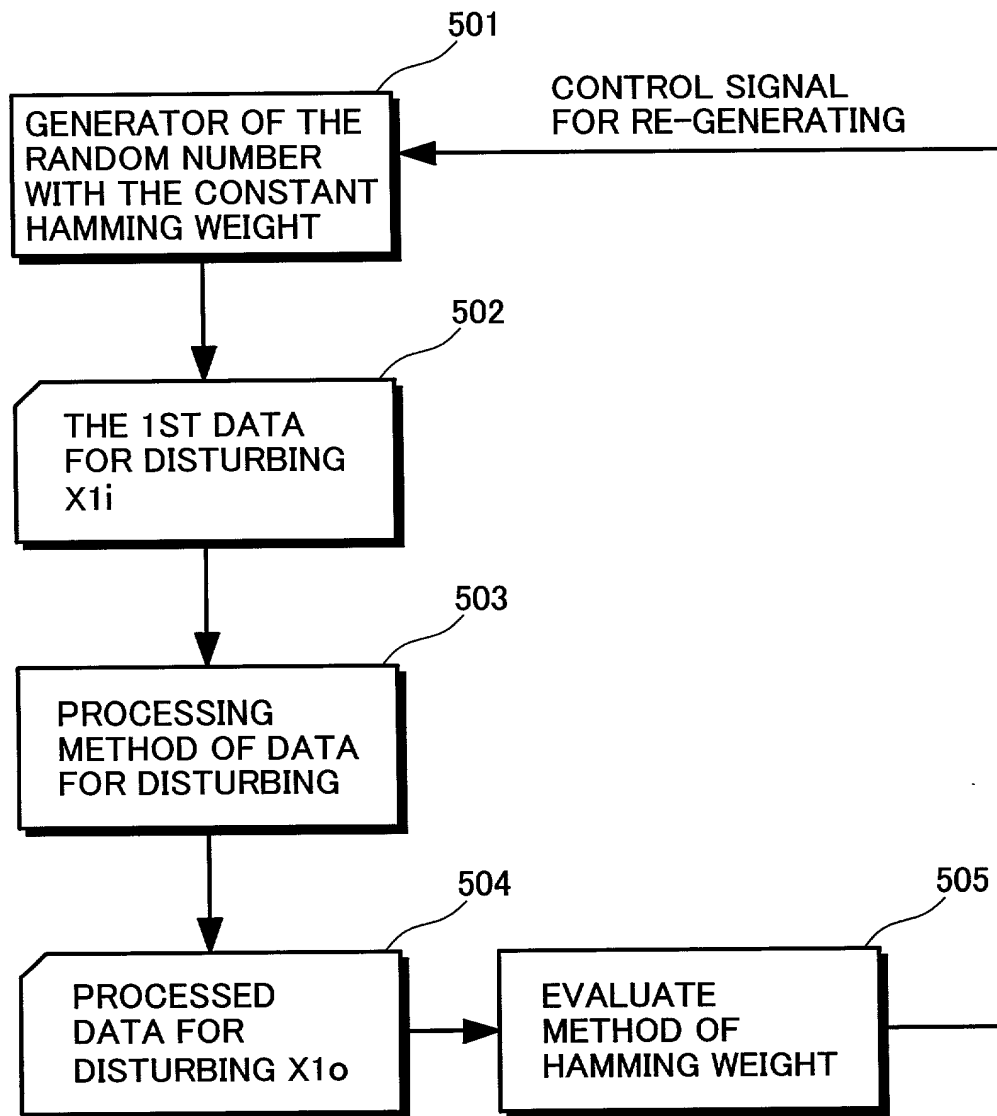 501
GENERATOR OF THE
RANDOM NUMBER
WITH THE CONSTANT
HAMMING WEIGHT
CONTROL SIGNAL
FOR RE-GENERATING
502
THE 1ST DATA
FOR DISTURBING
X1i
503
PROCESSING
METHOD OF DATA
FOR DISTURBING
504
PROCESSED
DATA FOR
DISTURBING X1o
505
EVALUATE
METHOD OF
HAMMING WEIGHT